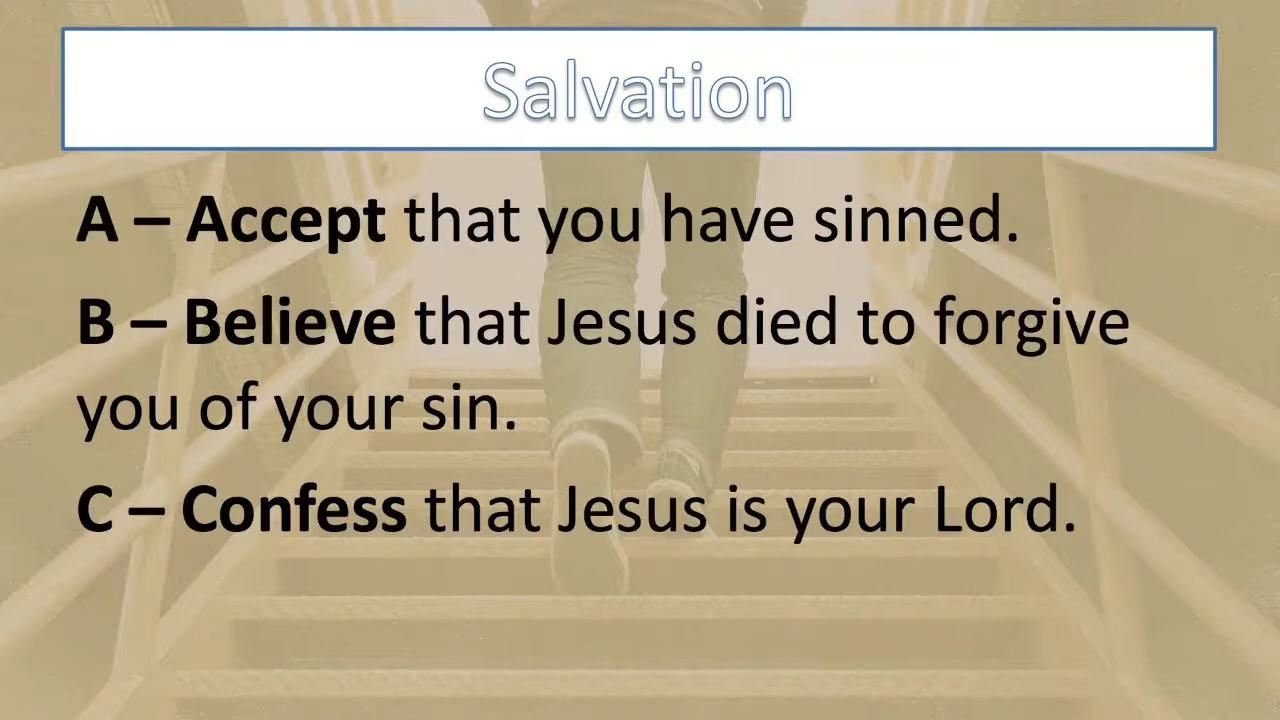 Salvation
A – Accept that you have sinned.
B – Believe that Jesus died to forgive
you of your sin.
C – Confess that Jesus is your Lord.